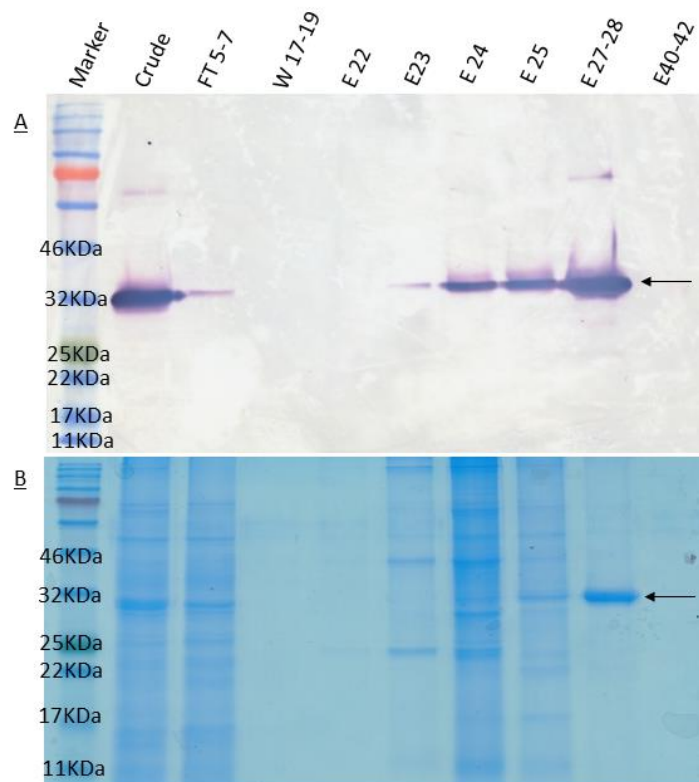 Marker Crude FT 5-7 W 17-19 E 22 E23 E 24 E 25 E 27-28 E40-42
A
46KDa
32KDa
25KDa
22KDa
17KDa
11KDa
B
46KDa
32KDa
25KDa
22KDa
17KDa
11KDa